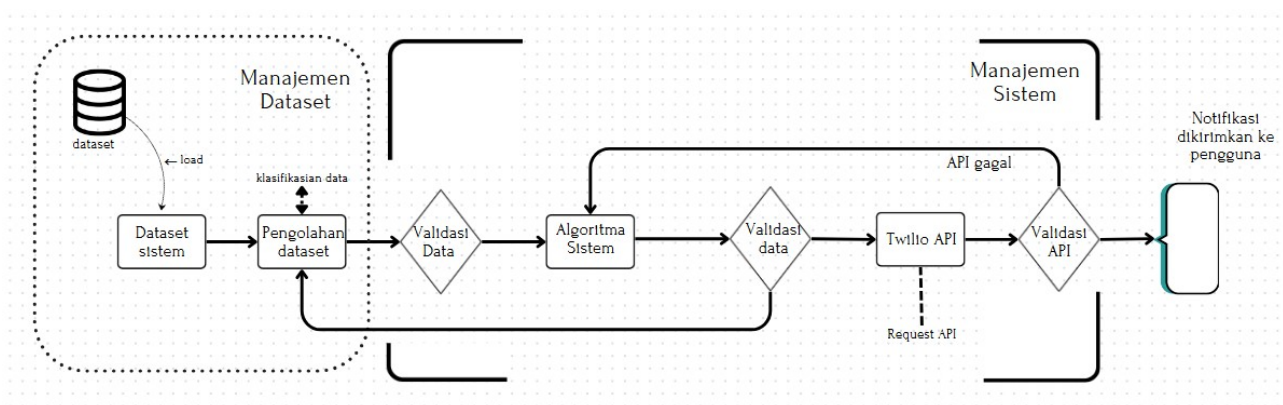 Manajemen
Dataset
dataset
← load
klasifikasian data
Dataset
sistem
Pengolahan
dataset
Manajemen
Sistem
Validasi
Data
Algoritma
Sistem
Validasi
data
Twilio API
Request API
API gagal
Validasi
API
Notifikasi
dikirimkan ke
pengguna